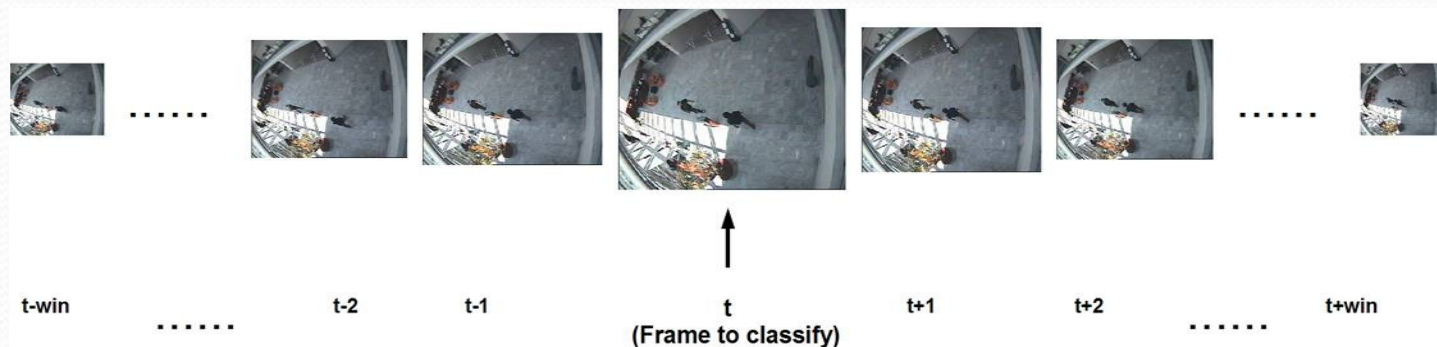 ......
......
t-win
t-2
t-1
t
t+1
t+2
t+win
......
(Frame to classify)
......